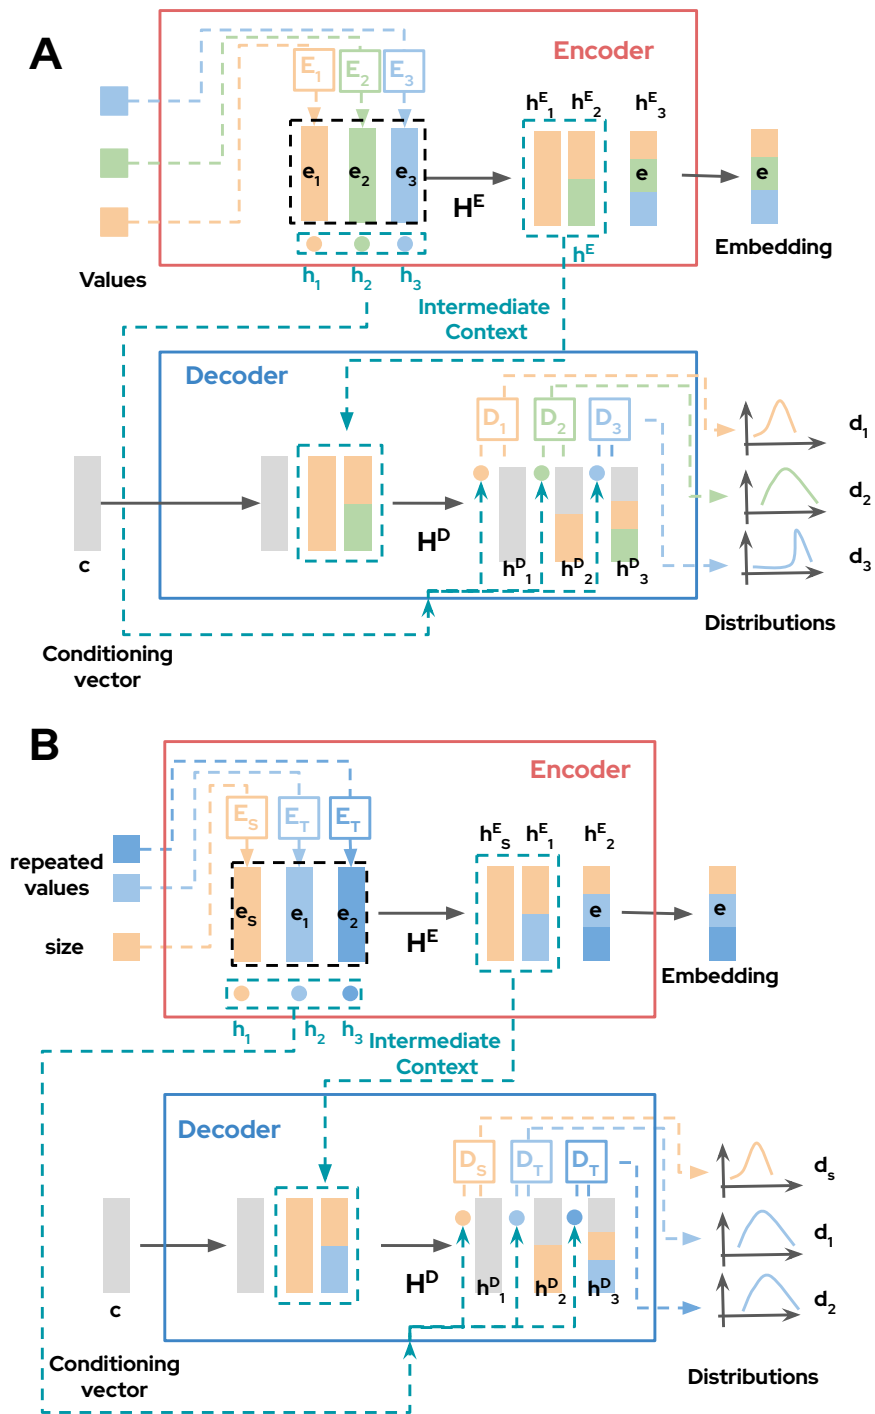 A
Encoder
E1 E2 E3
hE1 hE2 hE3
e1 e2 e3
e
e
HE
Embedding
hE
Values
h1 h2 h3
Intermediate
Context
Decoder
D1 D2 D3
d1
d2
HD
c
hD1 hD2 hD3
d3
Distributions
Conditioning
vector
B
Encoder
ES ET ET
hES hE1 hE2
repeated
values
eS e1 e2
e
e
size
HE
Embedding
h1 h2 h3
Intermediate
Context
Decoder
DS DT DT
ds
d1
HD
hD1 hD2 hD3
c
d2
Conditioning
vector
Distributions